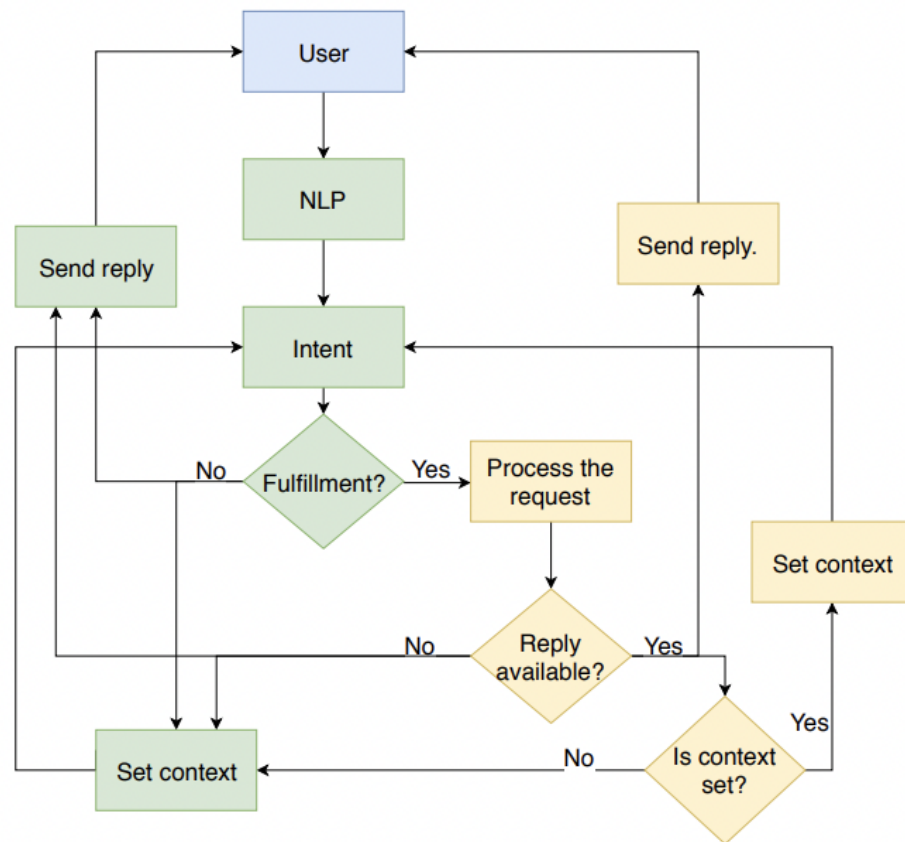 User
NLP
Send reply
Send reply.
Intent
No
Fulfillment?
Yes
Process the
request
Set context
No
Reply
available?
Yes
Yes
Set context
No
Is context
set?